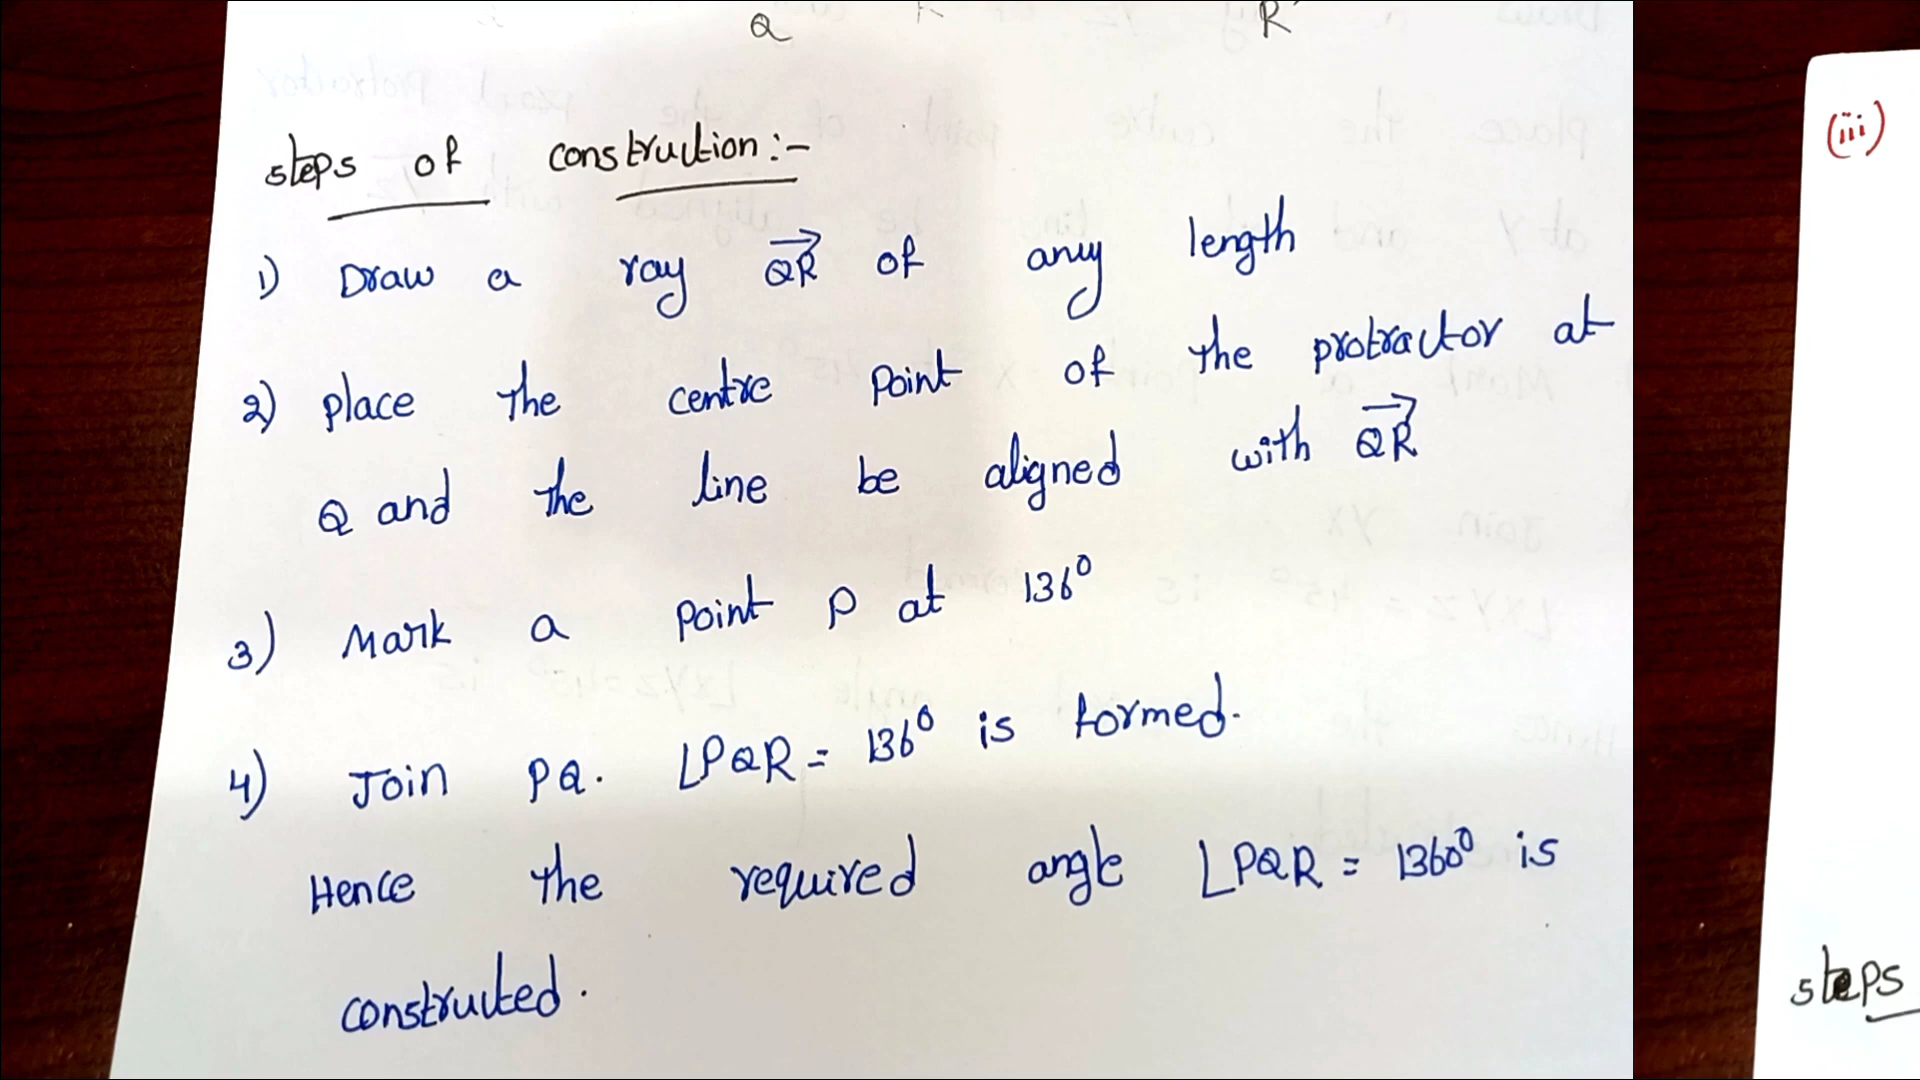 Q R
steps of construction:-
1) Draw a ray QR of any length
2) place the centre point of the protractor at
Q and the line be aligned with QR
3) Mark a point P at 136°
4) Join PQ. ∠PQR = 136° is formed.
Hence the required angle ∠PQR = 1360° is
constructed.
(iii)
steps